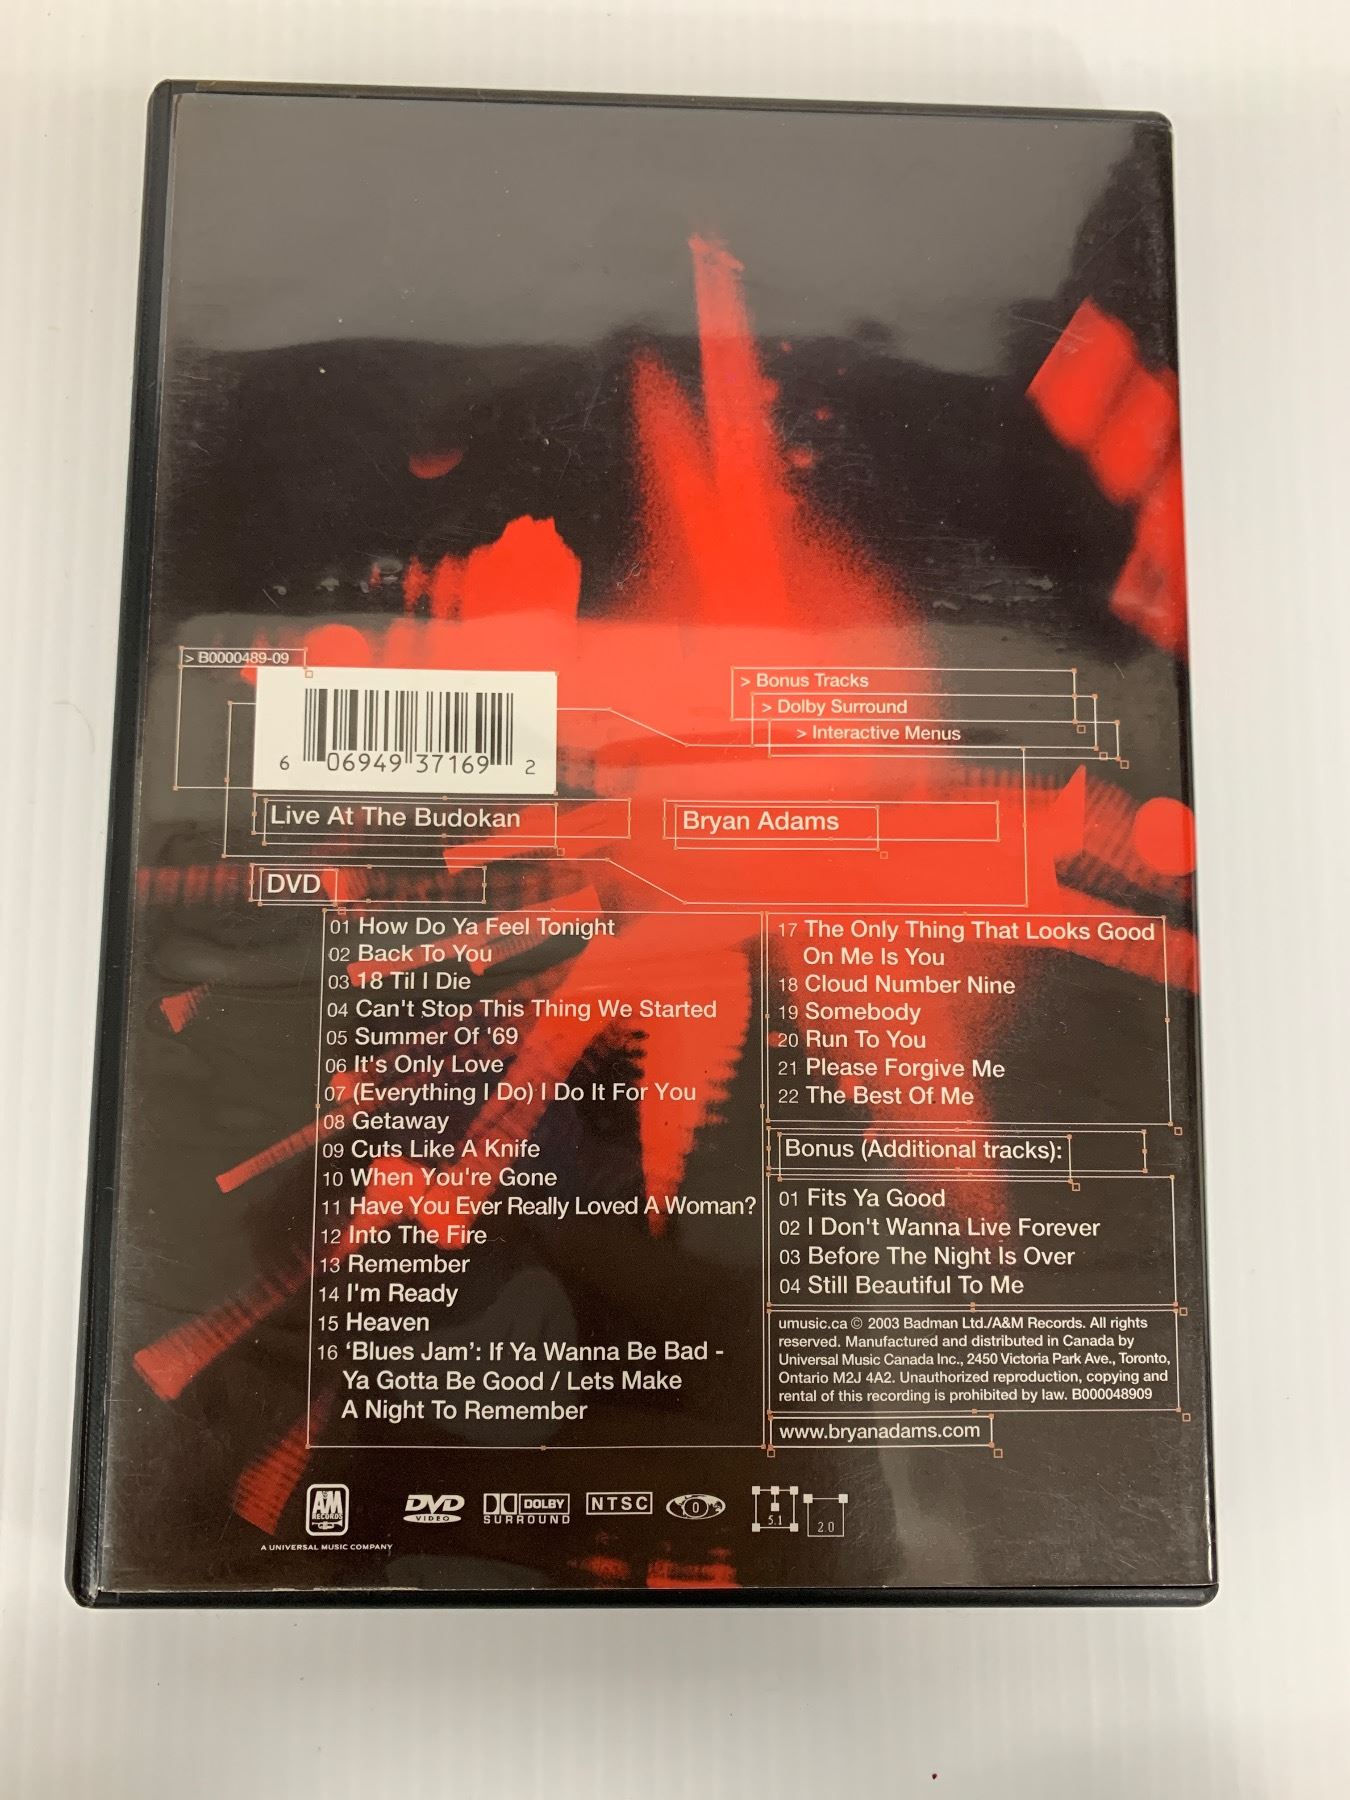 > B0000489-09
6 06949 37169 2
> Bonus Tracks
> Dolby Surround
> Interactive Menus
Live At The Budokan
Bryan Adams
DVD
01 How Do Ya Feel Tonight
02 Back To You
03 18 Til I Die
04 Can't Stop This Thing We Started
05 Summer Of '69
06 It's Only Love
07 (Everything I Do) I Do It For You
08 Getaway
09 Cuts Like A Knife
10 When You're Gone
11 Have You Ever Really Loved A Woman?
12 Into The Fire
13 Remember
14 I'm Ready
15 Heaven
16 ‘Blues Jam’: If Ya Wanna Be Bad -
Ya Gotta Be Good / Lets Make
A Night To Remember
17 The Only Thing That Looks Good
On Me Is You
18 Cloud Number Nine
19 Somebody
20 Run To You
21 Please Forgive Me
22 The Best Of Me
Bonus (Additional tracks):
01 Fits Ya Good
02 I Don't Wanna Live Forever
03 Before The Night Is Over
04 Still Beautiful To Me
umusic.ca © 2003 Badman Ltd./A&M Records. All rights
reserved. Manufactured and distributed in Canada by
Universal Music Canada Inc., 2450 Victoria Park Ave., Toronto,
Ontario M2J 4A2. Unauthorized reproduction, copying and
rental of this recording is prohibited by law. B000048909
www.bryanadams.com
A&M
RECORDS
A UNIVERSAL MUSIC COMPANY
DVD
VIDEO
DOLBY
SURROUND
NTSC
0
5.1
2 0